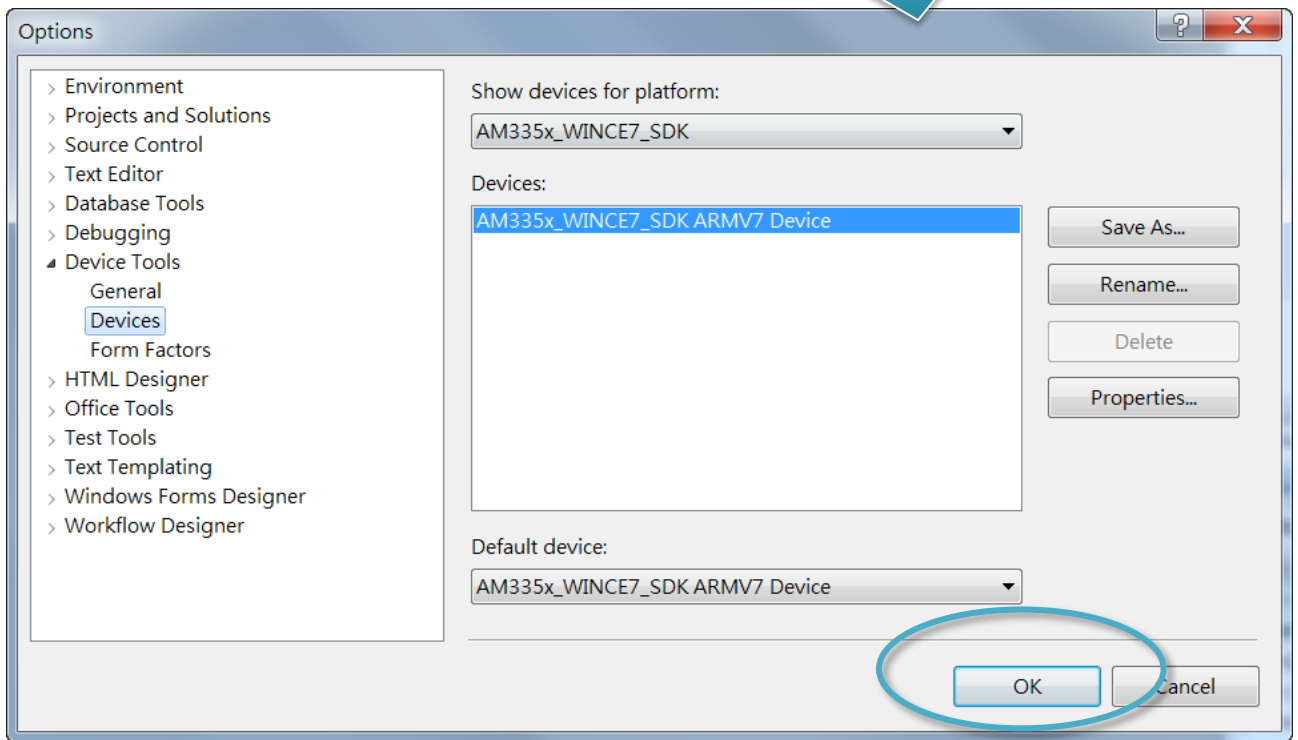 Options
Environment
Projects and Solutions
Source Control
Text Editor
Database Tools
Debugging
Device Tools
General
Devices
Form Factors
HTML Designer
Office Tools
Test Tools
Text Templating
Windows Forms Designer
Workflow Designer
Show devices for platform:
AM335x_WINCE7_SDK
Devices:
AM335x_WINCE7_SDK ARMV7 Device
Save As...
Rename...
Delete
Properties...
Default device:
AM335x_WINCE7_SDK ARMV7 Device
OK
Cancel